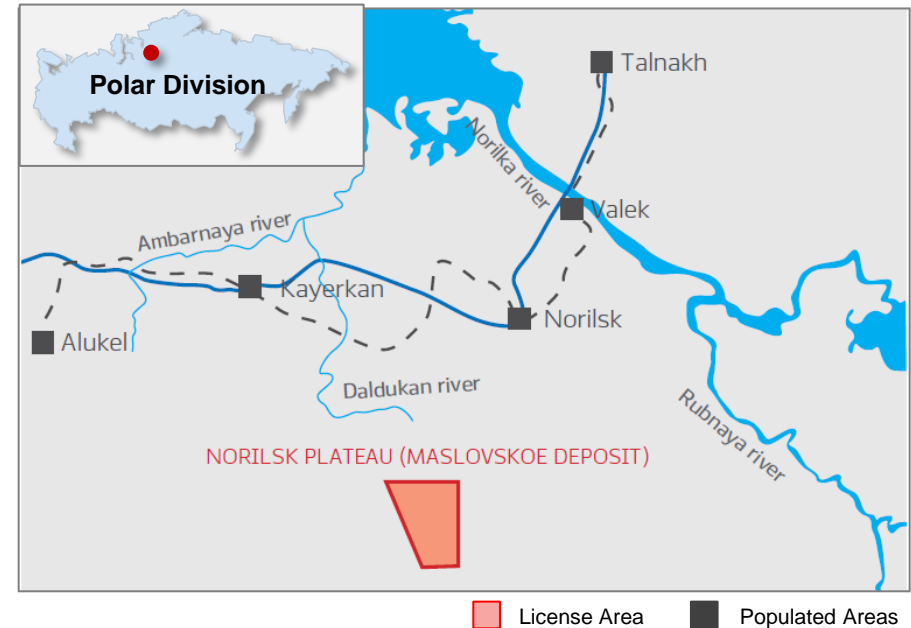 Polar Division
Talnakh
Norilka river
Valek
Ambarnaya river
Kayerkan
Norilsk
Alukel
Daldukan river
Rubnaya river
NORILSK PLATEAU (MASLOVSKOE DEPOSIT)
License Area
Populated Areas